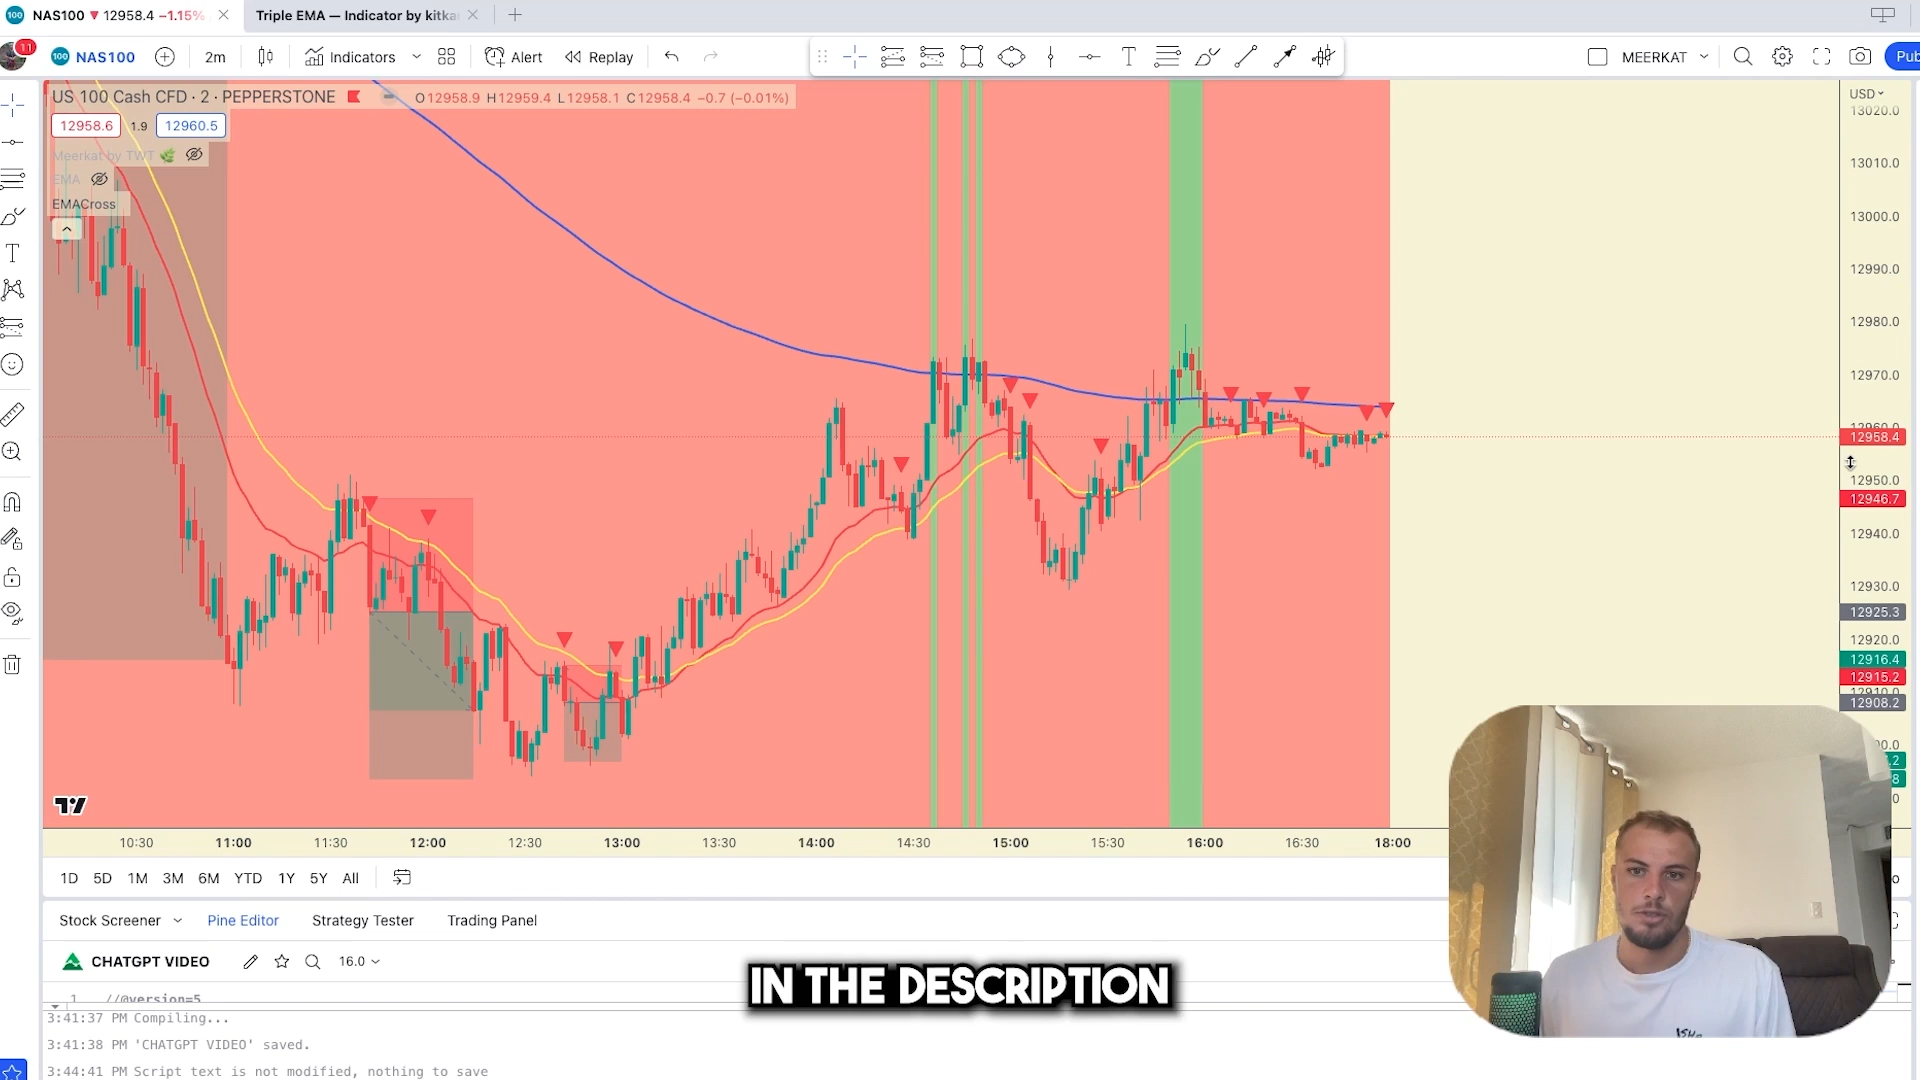 NAS100 ▼ 12958.4 −1.15%
Triple EMA — Indicator by kitka
11
100 NAS100
2m
Indicators
Alert
Replay
MEERKAT
Pub
US 100 Cash CFD · 2 · PEPPERSTONE
O12958.9 H12959.4 L12958.1 C12958.4 −0.7 (−0.01%)
12958.6 1.9 12960.5
Meerkat by TWT
EMA
EMACross
USD
13020.0
13010.0
13000.0
12990.0
12980.0
12970.0
12960.0
12958.4
12950.0
12946.7
12940.0
12930.0
12925.3
12920.0
12916.4
12915.2
12910.0
12908.2
10:30 11:00 11:30 12:00 12:30 13:00 13:30 14:00 14:30 15:00 15:30 16:00 16:30 18:00
1D 5D 1M 3M 6M YTD 1Y 5Y All
Stock Screener Pine Editor Strategy Tester Trading Panel
CHATGPT VIDEO 16.0
1 //@version=5
IN THE DESCRIPTION
3:41:37 PM Compiling...
3:41:38 PM 'CHATGPT VIDEO' saved.
3:44:41 PM Script text is not modified, nothing to save